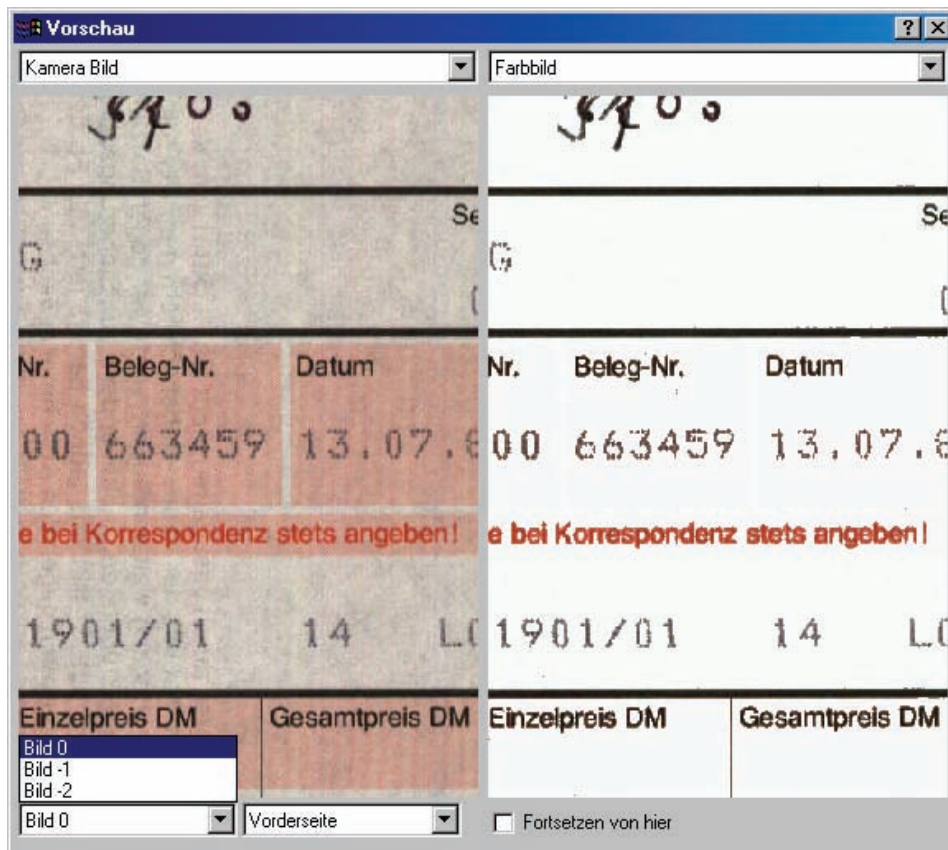 Vorschau
Kamera Bild
Farbbild
Se
Se
G
G
Nr. Beleg-Nr. Datum
Nr. Beleg-Nr. Datum
00 663459 13.07.
00 663459 13.07.
e bei Korrespondenz stets angeben!
e bei Korrespondenz stets angeben!
1901/01 14 L
1901/01 14 L
Einzelpreis DM Gesamtpreis DM
Einzelpreis DM Gesamtpreis DM
Bild 0
Bild -1
Bild -2
Bild 0
Vorderseite
Fortsetzen von hier